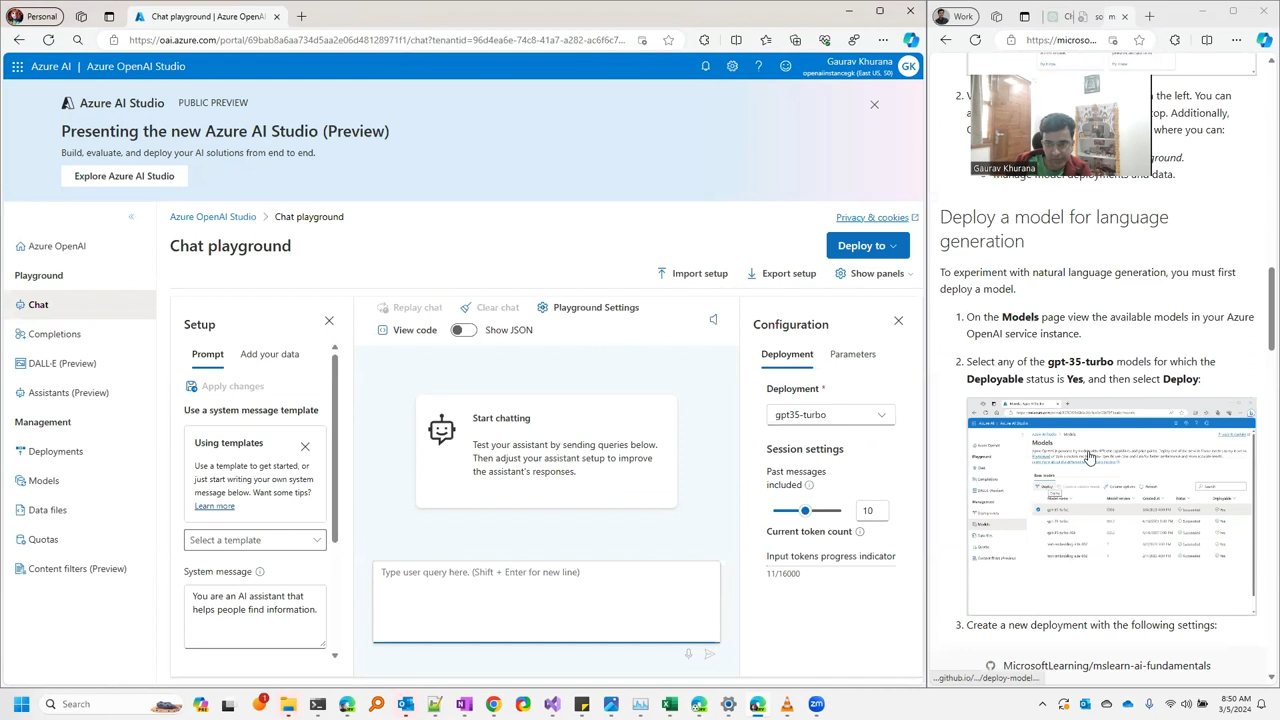 Personal
Chat playground | Azure OpenAI S
https://oai.azure.com/portal/69bab8a6aa734d5aa2e06d48128971f1/chat?tenantid=96d4ea6e-74c8-41a7-a282-ac6f6c7...
Azure AI | Azure OpenAI Studio
Gaurav Khurana
openaiinstancegk (East US, S0)
GK
Azure AI Studio PUBLIC PREVIEW
Presenting the new Azure AI Studio (Preview)
Build, evaluate, and deploy your AI solutions from end to end.
Explore Azure AI Studio
Azure OpenAI
Playground
Chat
Completions
DALL·E (Preview)
Assistants (Preview)
Management
Deployments
Models
Data files
Quotas
Content filters (Preview)
Azure OpenAI Studio > Chat playground
Privacy & cookies
Chat playground
Deploy to
Import setup
Export setup
Show panels
Setup
Prompt
Add your data
Apply changes
Use a system message template
Using templates
Use a template to get started, or
start writing your own system
message below. Want some tips?
Learn more
Select a template
System message
You are an AI assistant that
helps people find information.
Replay chat
Clear chat
Playground Settings
View code
Show JSON
Start chatting
Test your assistant by sending queries below.
Then adjust your assistant setup to improve
the assistant's responses.
Type user query here. (Shift + Enter for new line)
Configuration
Deployment
Parameters
Deployment *
gpt35-turbo
Session settings
included
10
Current token count
Input tokens progress indicator
11/16000
Work
https://micros...
Gaurav Khurana
2.
the left. You can
top. Additionally,
where you can:
Deploy a model for language
generation
To experiment with natural language generation, you must first
deploy a model.
1. On the Models page view the available models in your Azure
OpenAI service instance.
2. Select any of the gpt-35-turbo models for which the
Deployable status is Yes, and then select Deploy:
Models
3. Create a new deployment with the following settings:
MicrosoftLearning/mslearn-ai-fundamentals
...github.io/.../deploy-model...
Search
8:50 AM
3/5/2024